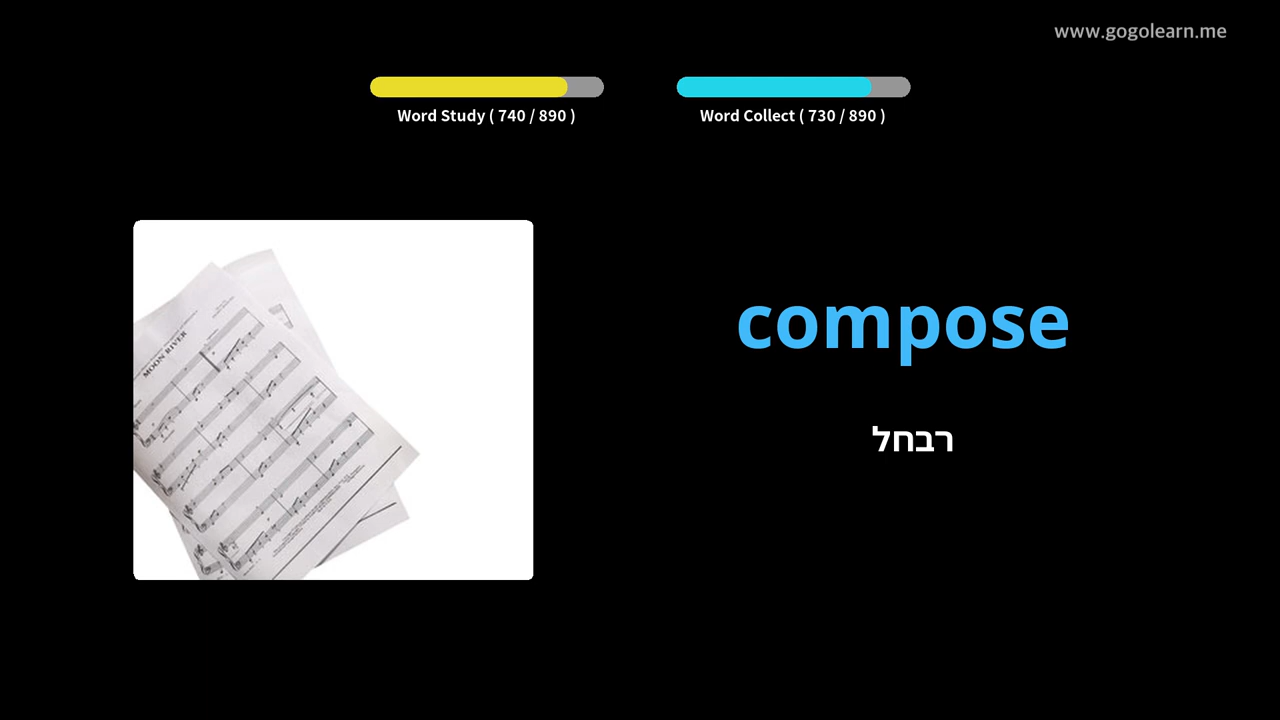 www.gogolearn.me
Word Study ( 740 / 890 )
Word Collect ( 730 / 890 )
MOON RIVER
compose
רבחל